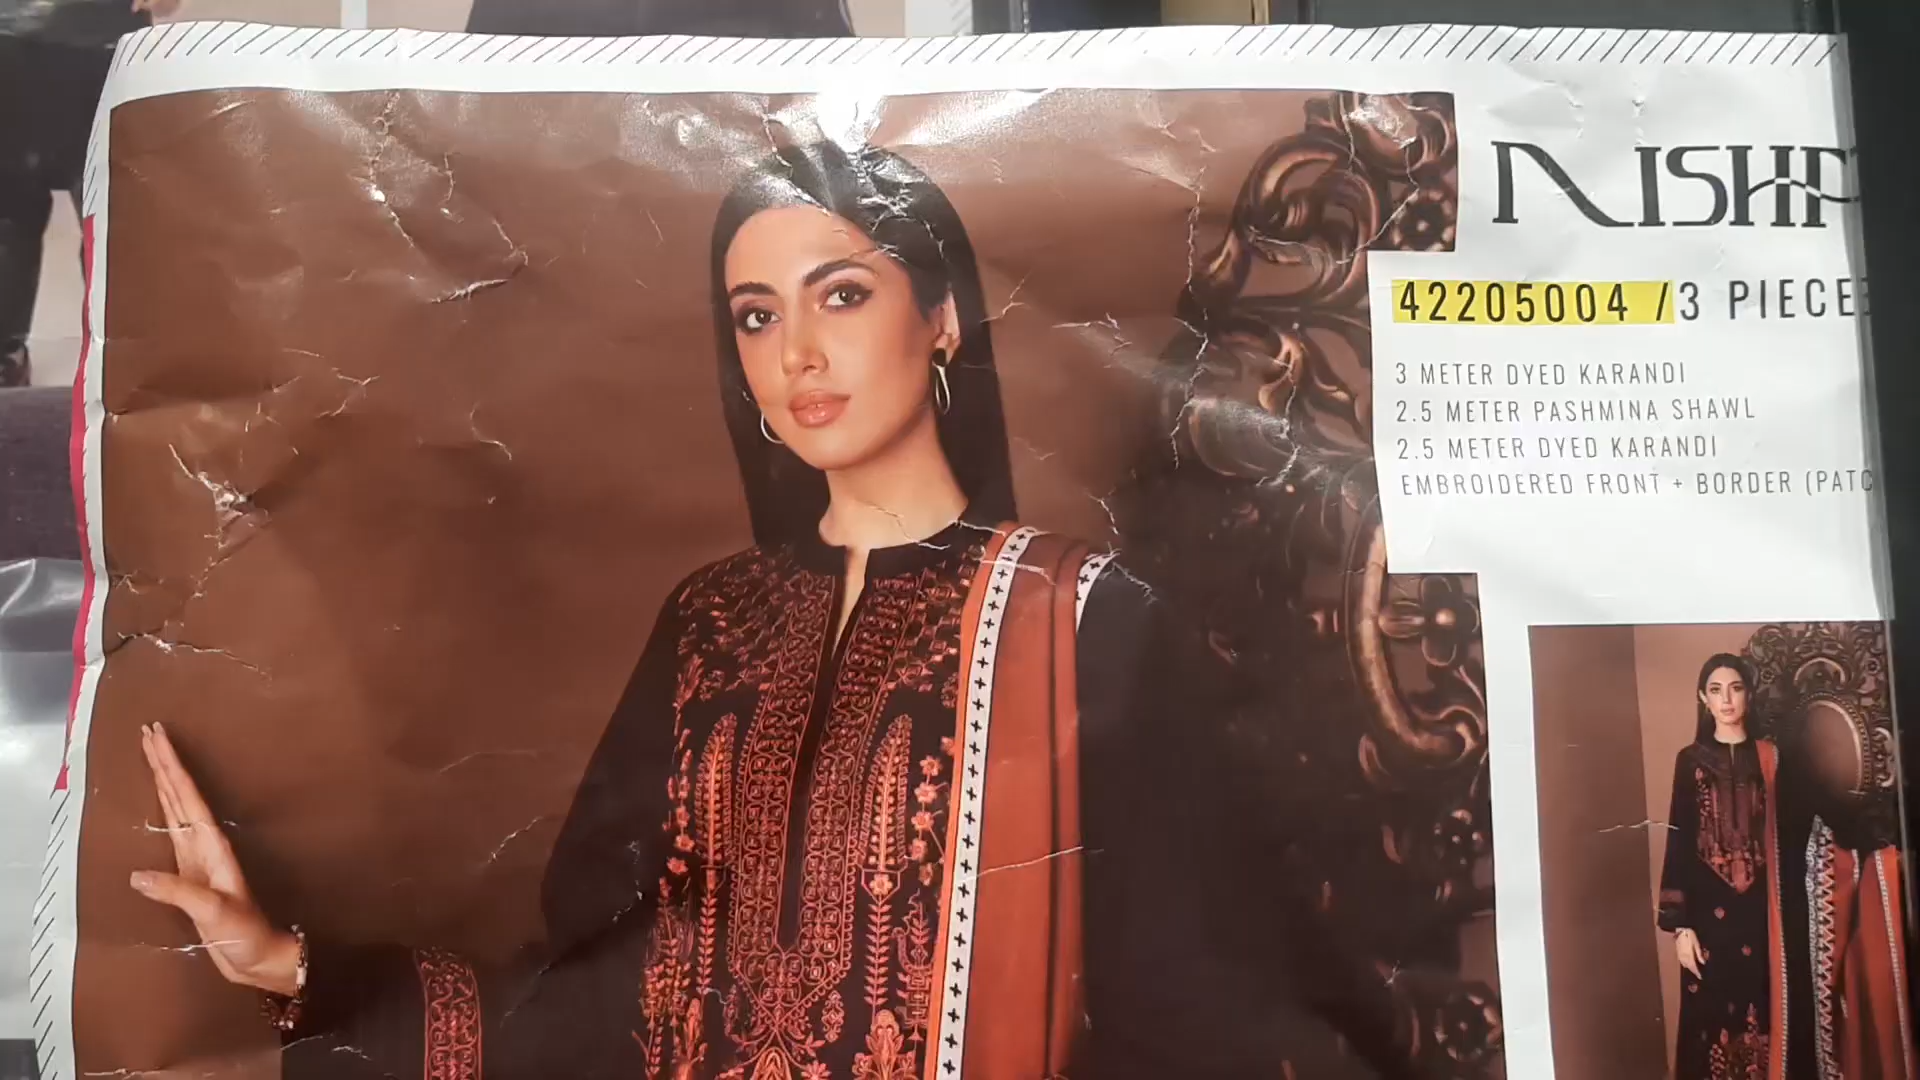 NISH
42205004 / 3 PIECE
3 METER DYED KARANDI
2.5 METER PASHMINA SHAWL
2.5 METER DYED KARANDI
EMBROIDERED FRONT + BORDER (PATC